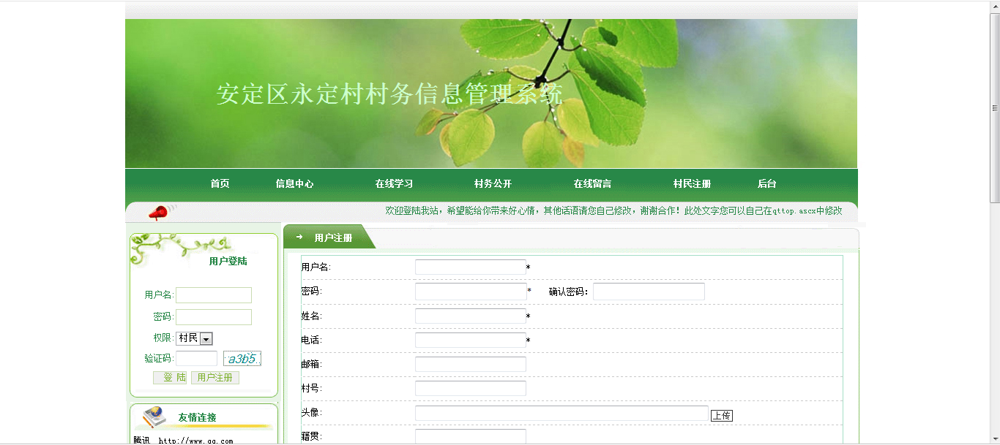 安定区永定村村务信息管理系统
首页 信息中心 在线学习 村务公开 在线留言 村民注册 后台
欢迎登陆我站，希望能给你带来好心情，其他话语请您自己修改，谢谢合作！此处文字您可以自己在qttop.ascx中修改
用户登陆
用户名:
密码:
权限: 村民
验证码: a3b5
登 陆 用户注册
友情连接
腾讯 http://www.qq.com
用户注册
用户名: *
密码: * 确认密码:
姓名: *
电话: *
邮箱:
村号:
头像: 上传
籍贯: